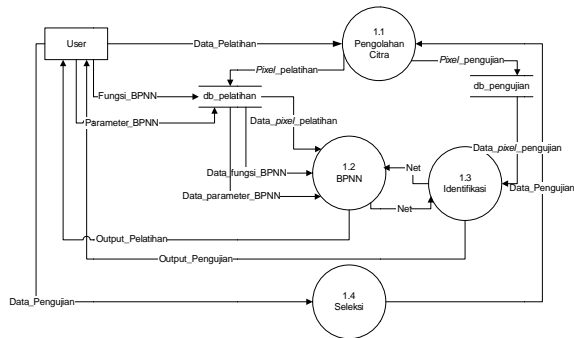 User
Data_Pelatihan
1.1
Pengolahan
Citra
Pixel_pelatihan
Pixel_pengujian
Fungsi_BPNN
db_pelatihan
db_pengujian
Parameter_BPNN
Data_pixel_pelatihan
Data_pixel_pengujian
1.2
BPNN
Data_fungsi_BPNN
Net
1.3
Identifikasi
Data_Pengujian
Data_parameter_BPNN
Net
Output_Pelatihan
Output_Pengujian
Data_Pengujian
1.4
Seleksi